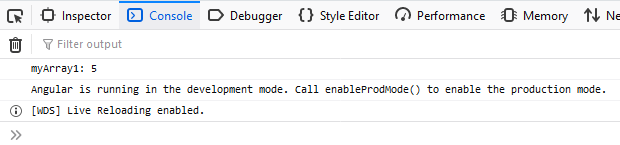 Inspector Console Debugger Style Editor Performance Memory Ne
Filter output
myArray1: 5
Angular is running in the development mode. Call enableProdMode() to enable the production mode.
[WDS] Live Reloading enabled.